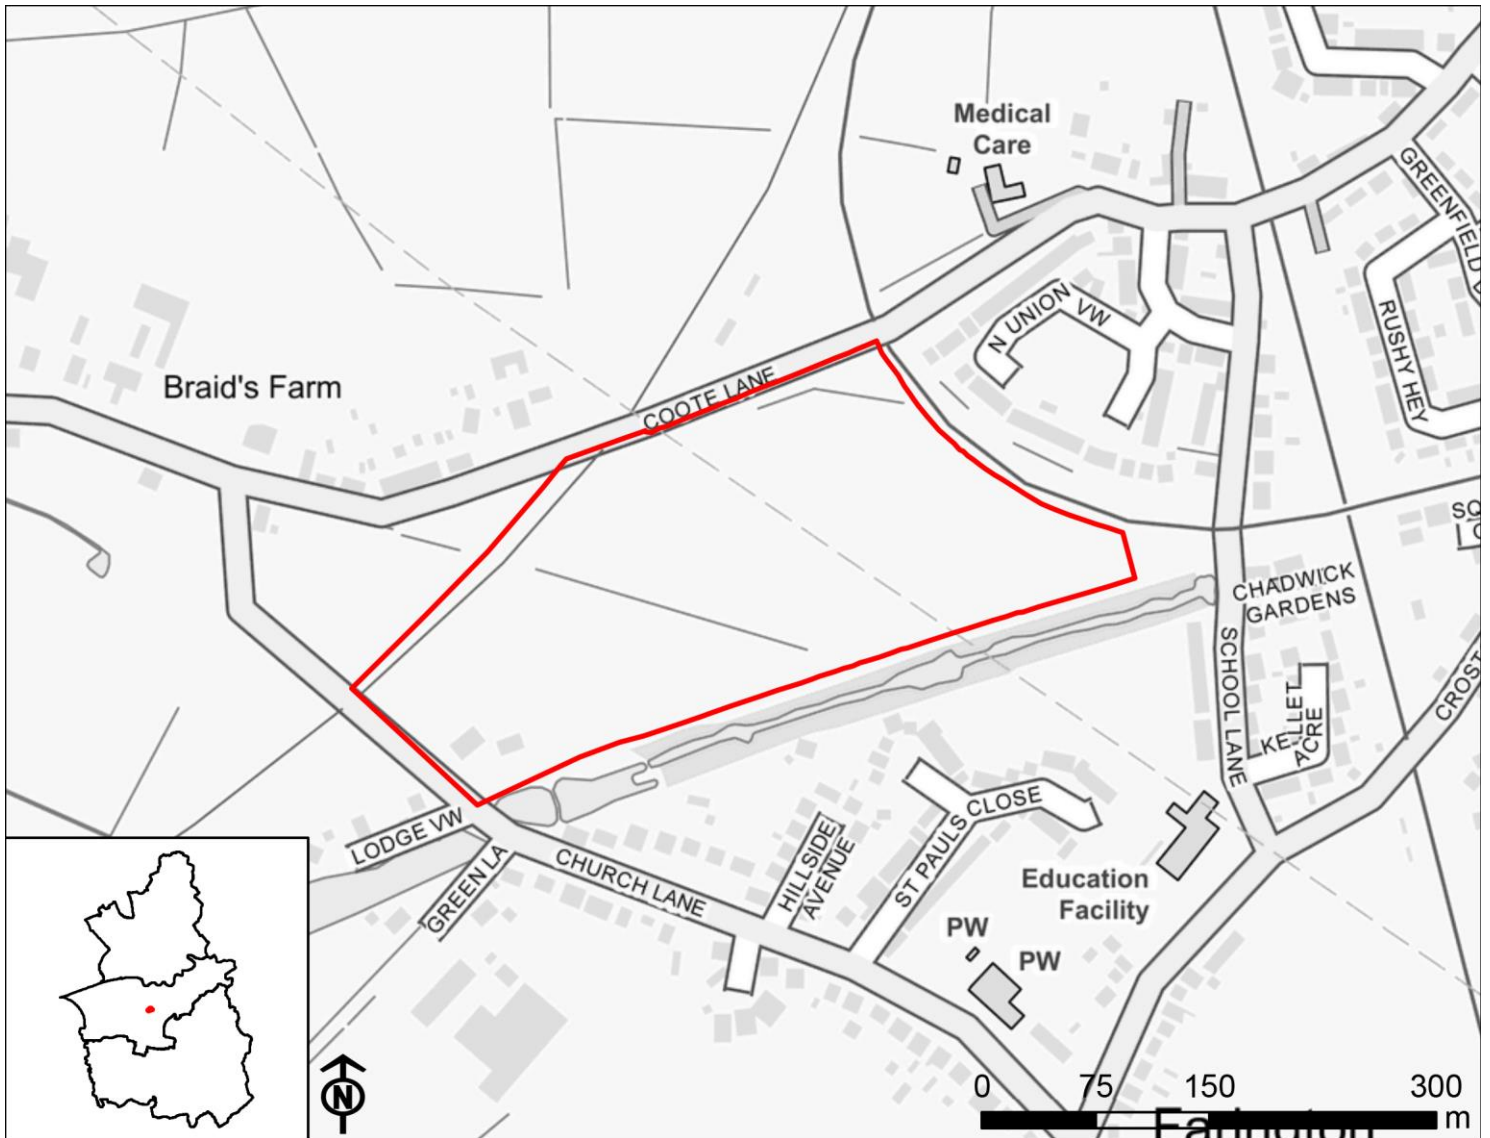 Medical
Care
GREENFIELD
N UNION VW
RUSHY HEY
Braid's Farm
COOTE LANE
SQ
CHADWICK
GARDENS
SCHOOL LANE
KELLET
ACRE
CROST
LODGE VW
GREEN LA
CHURCH LANE
HILLSIDE
AVENUE
ST PAULS CLOSE
Education
Facility
PW
PW
N
0 75 150 300
m